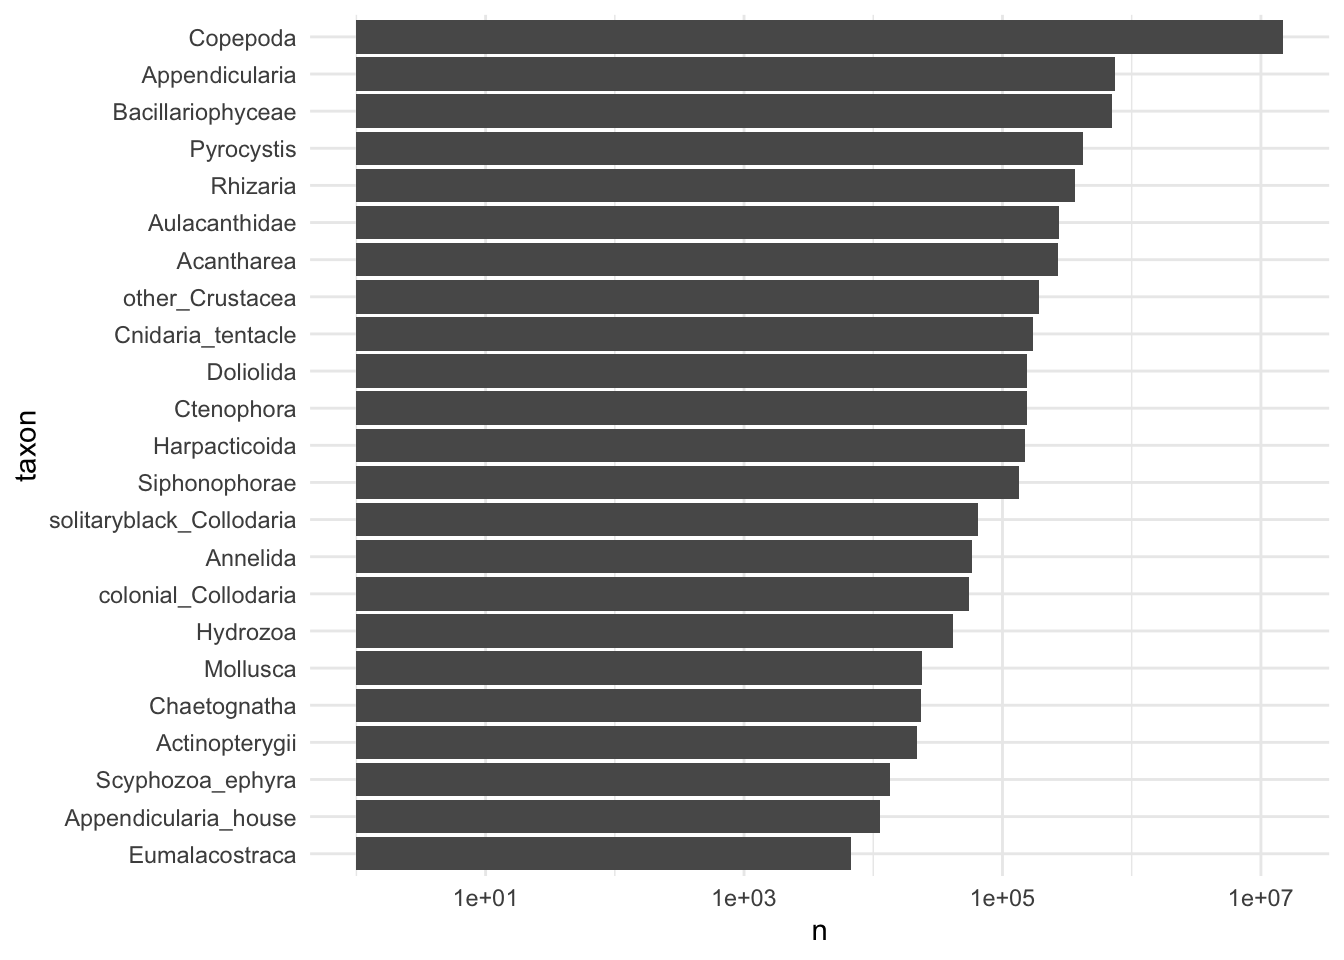 Copepoda
Appendicularia
Bacillariophyceae
Pyrocystis
Rhizaria
Aulacanthidae
Acantharea
other_Crustacea
Cnidaria_tentacle
Doliolida
Ctenophora
Harpacticoida
Siphonophorae
solitaryblack_Collodaria
Annelida
colonial_Collodaria
Hydrozoa
Mollusca
Chaetognatha
Actinopterygii
Scyphozoa_ephyra
Appendicularia_house
Eumalacostraca
taxon
1e+01 1e+03 1e+05 1e+07
n